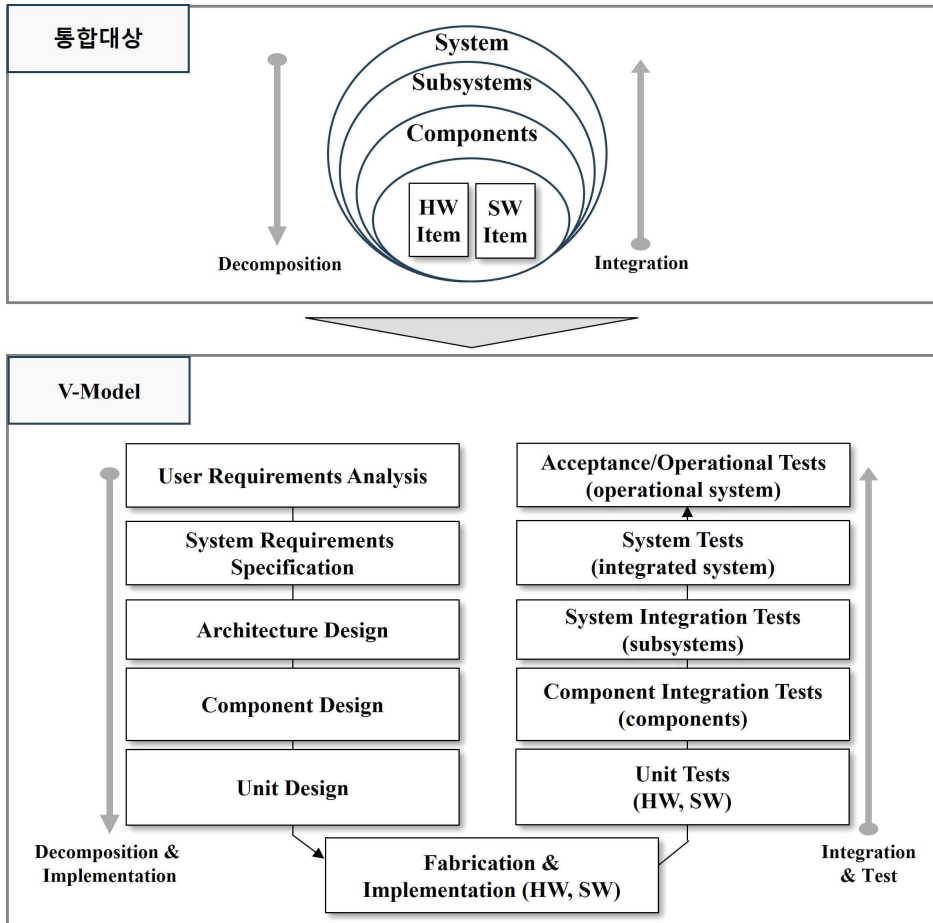 통합대상
System
Subsystems
Components
HW
Item
SW
Item
Decomposition
Integration
V-Model
User Requirements Analysis
System Requirements
Specification
Architecture Design
Component Design
Unit Design
Decomposition &
Implementation
Fabrication &
Implementation (HW, SW)
Acceptance/Operational Tests
(operational system)
System Tests
(integrated system)
System Integration Tests
(subsystems)
Component Integration Tests
(components)
Unit Tests
(HW, SW)
Integration
& Test